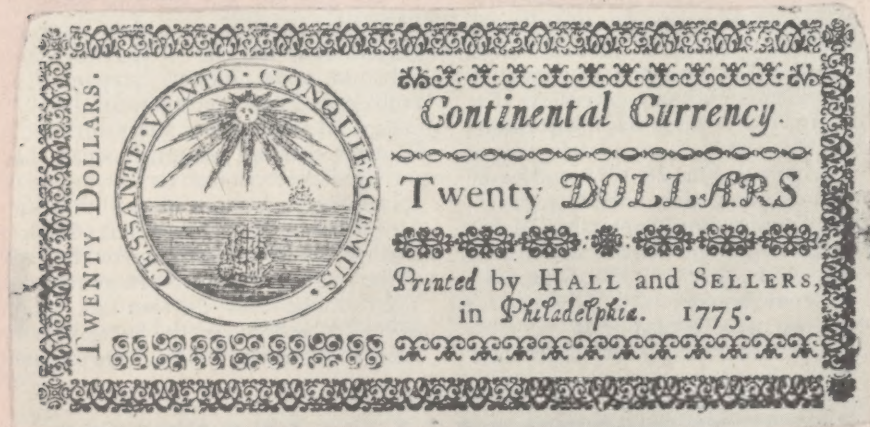 TWENTY DOLLARS.
CESSANTE · VENTO · CONQUIESCEMUS ·
Continental Currency.
Twenty DOLLARS
Printed by HALL and SELLERS,
in Philadelphia. 1775.